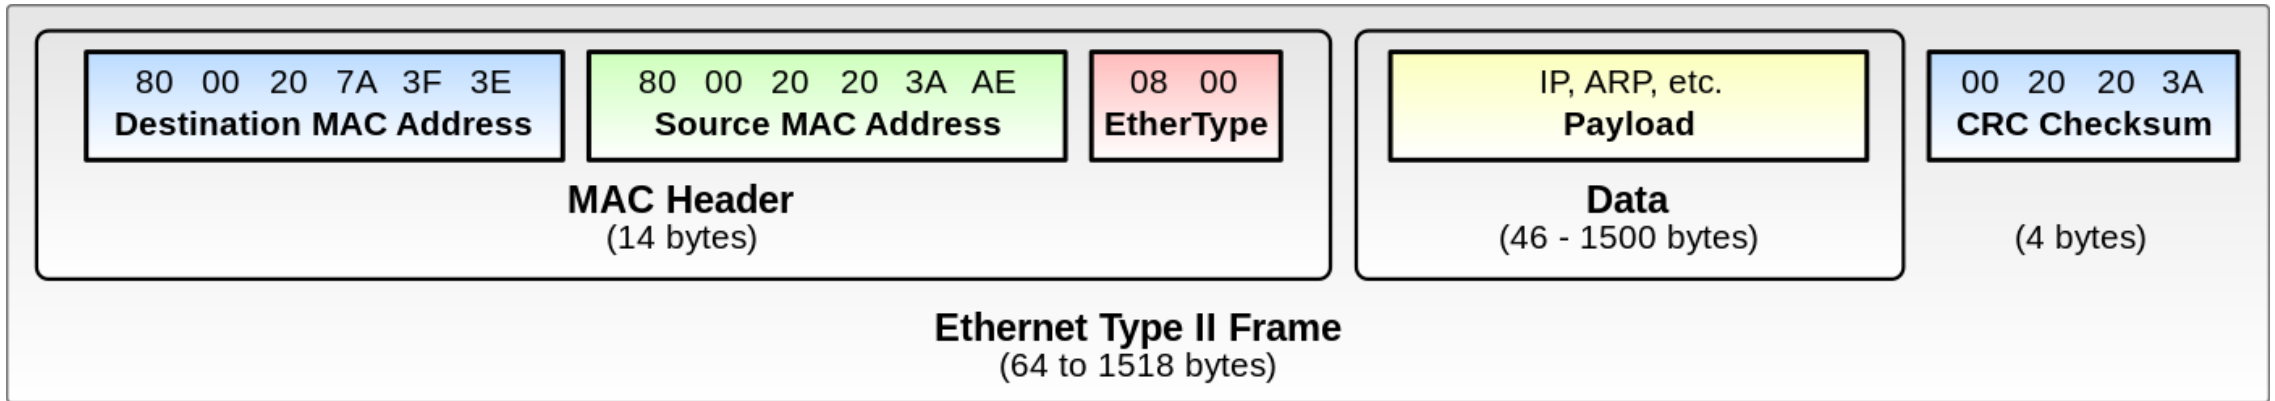 80 00 20 7A 3F 3E
Destination MAC Address
80 00 20 20 3A AE
Source MAC Address
08 00
EtherType
MAC Header
(14 bytes)
IP, ARP, etc.
Payload
Data
(46 - 1500 bytes)
00 20 20 3A
CRC Checksum
(4 bytes)
Ethernet Type II Frame
(64 to 1518 bytes)